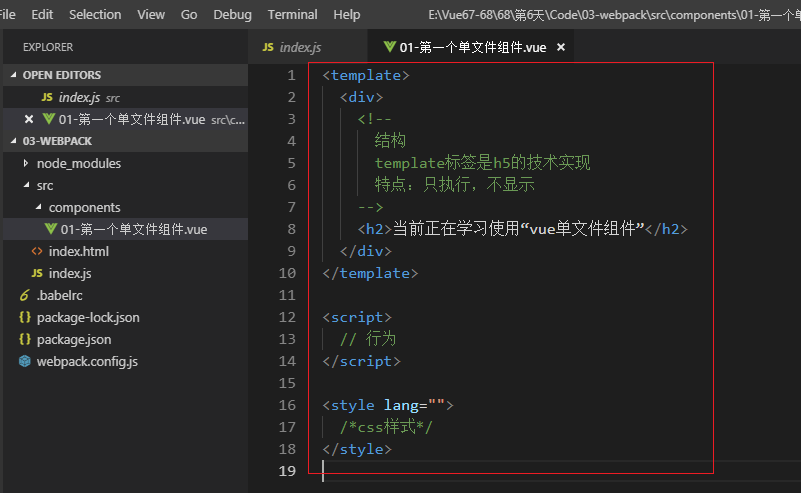 File Edit Selection View Go Debug Terminal Help E:\Vue67-68\68\第6天\Code\03-webpack\src\components\01-第一个单
EXPLORER
JS index.js
01-第一个单文件组件.vue ×
OPEN EDITORS
JS index.js src
× 01-第一个单文件组件.vue src\c...
03-WEBPACK
node_modules
src
components
01-第一个单文件组件.vue
<> index.html
JS index.js
.babelrc
{} package-lock.json
{} package.json
webpack.config.js
1 <template>
2 <div>
3 <!--
4 结构
5 template标签是h5的技术实现
6 特点：只执行，不显示
7 -->
8 <h2>当前正在学习使用“vue单文件组件”</h2>
9 </div>
10 </template>
11
12 <script>
13 // 行为
14 </script>
15
16 <style lang="">
17 /*css样式*/
18 </style>
19